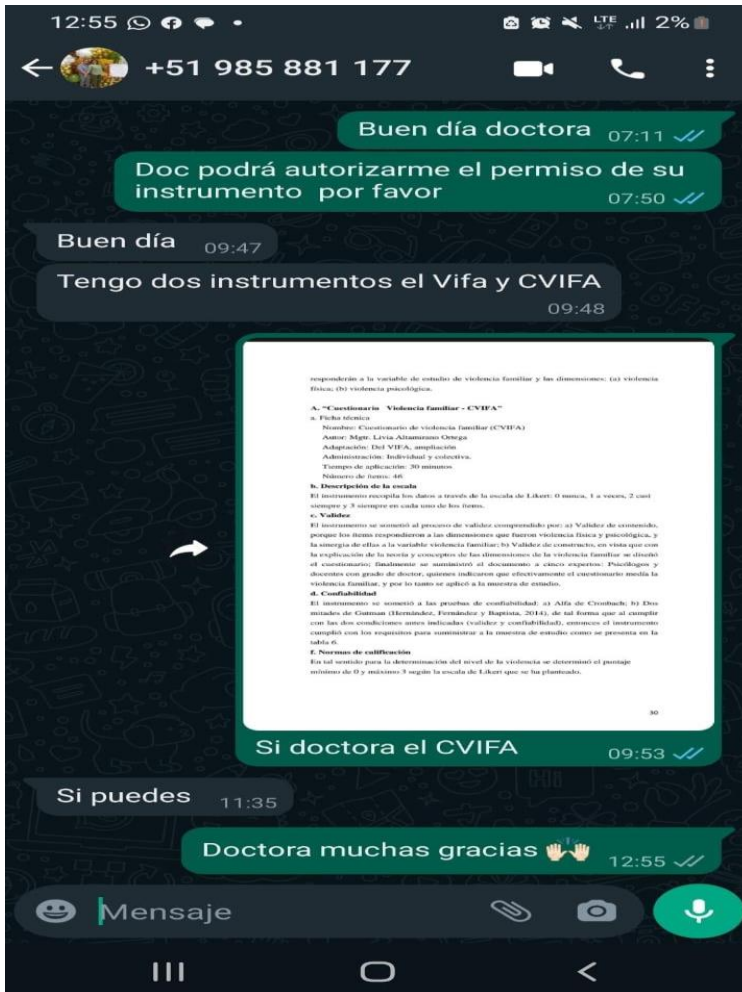 12:55
LTE
2%
+51 985 881 177
Buen día doctora 07:11
Doc podrá autorizarme el permiso de su
instrumento por favor 07:50
Buen día 09:47
Tengo dos instrumentos el Vifa y CVIFA
09:48
responderán a la variable de estudio de violencia familiar y las dimensiones: (a) violencia
física; (b) violencia psicológica.
A. "Cuestionario Violencia familiar - CVIFA"
a. Ficha técnica
Nombre: Cuestionario de violencia familiar (CVIFA)
Autor: Mgtr. Livia Altamirano Ortega
Adaptación: Del VIFA, ampliación
Administración: Individual y colectiva.
Tiempo de aplicación: 30 minutos
Número de ítems: 46
b. Descripción de la escala
El instrumento recopila los datos a través de la escala de Likert: 0 nunca, 1 a veces, 2 casi
siempre y 3 siempre en cada uno de los ítems.
c. Validez
El instrumento se sometió al proceso de validez comprendido por: a) Validez de contenido,
porque los ítems respondieron a las dimensiones que fueron violencia física y psicológica, y
la sinergia de ellas a la variable violencia familiar; b) Validez de constructo, en vista que con
la explicación de la teoría y conceptos de las dimensiones de la violencia familiar se diseñó
el cuestionario; finalmente se suministró el documento a cinco expertos: Psicólogos y
docentes con grado de doctor, quienes indicaron que efectivamente el cuestionario medía la
violencia familiar, y por lo tanto se aplicó a la muestra de estudio.
d. Confiabilidad
El instrumento se sometió a las pruebas de confiabilidad: a) Alfa de Cronbach; b) Dos
mitades de Gutman (Hernández, Fernández y Baptista, 2014), de tal forma que al cumplir
con las dos condiciones antes indicadas (validez y confiabilidad), entonces el instrumento
cumplió con los requisitos para suministrar a la muestra de estudio como se presenta en la
tabla 6.
f. Normas de calificación
En tal sentido para la determinación del nivel de la violencia se determinó el puntaje
mínimo de 0 y máximo 3 según la escala de Likert que se ha planteado.
30
Si doctora el CVIFA 09:53
Si puedes 11:35
Doctora muchas gracias 🙌🏻 12:55
Mensaje